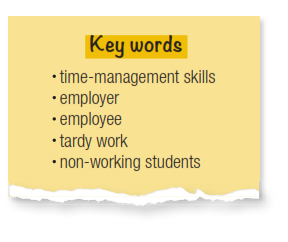 Key words
• time-management skills
• employer
• employee
• tardy work
• non-working students